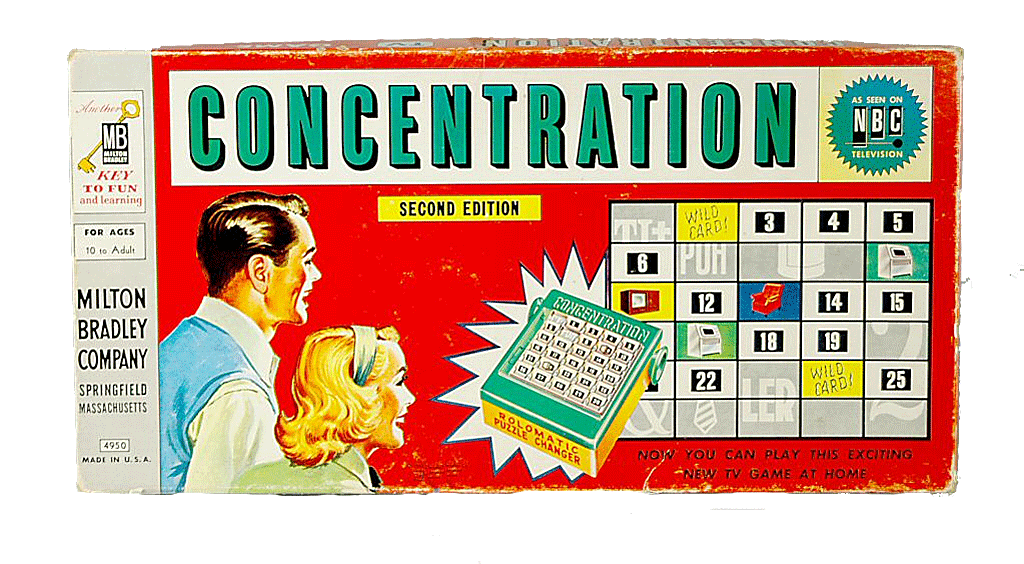 Another
MB
MILTON
BRADLEY
KEY
TO FUN
and learning
FOR AGES
10 to Adult
MILTON
BRADLEY
COMPANY
SPRINGFIELD
MASSACHUSETTS
4950
MADE IN U.S.A.
CONCENTRATION
AS SEEN ON
NBC
TELEVISION
SECOND EDITION
TI+ WILD CARD! 3 4 5
6 POH
12 14 15
18 19
22 LER WILD CARD! 25
&
CONCENTRATION
ROLOMATIC
PUZZLE CHANGER
NOW YOU CAN PLAY THIS EXCITING
NEW TV GAME AT HOME